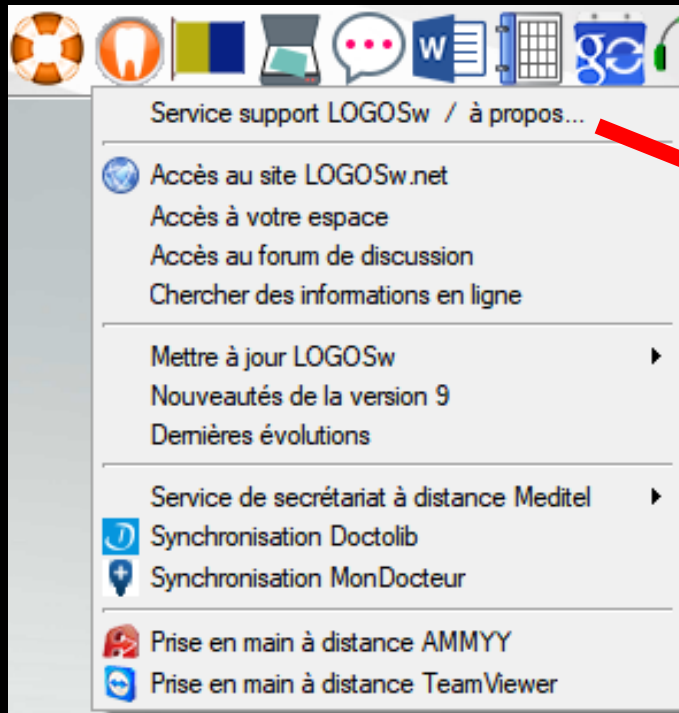 W
g
Service support LOGOSw / à propos...
Accès au site LOGOSw.net
Accès à votre espace
Accès au forum de discussion
Chercher des informations en ligne
Mettre à jour LOGOSw
Nouveautés de la version 9
Dernières évolutions
Service de secrétariat à distance Meditel
Synchronisation Doctolib
Synchronisation MonDocteur
Prise en main à distance AMMYY
Prise en main à distance TeamViewer